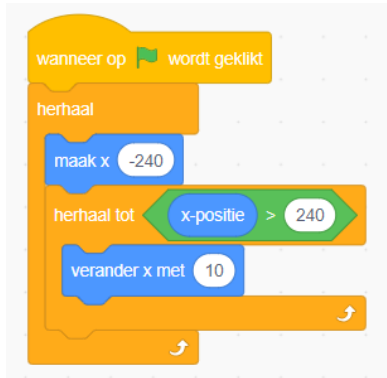 wanneer op wordt geklikt
herhaal
maak x -240
herhaal tot x-positie > 240
verander x met 10